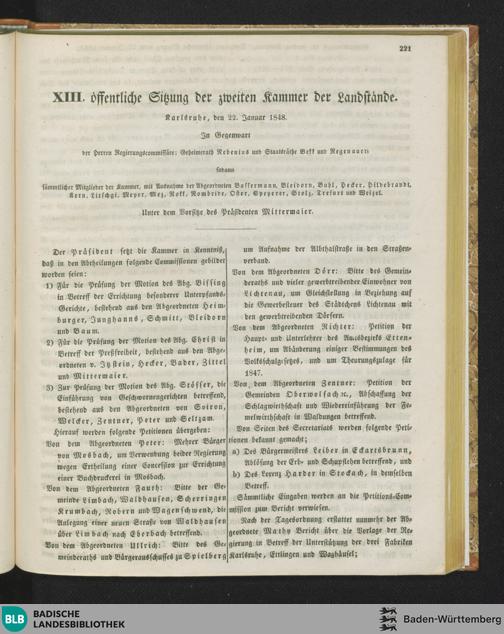 221
XIII. öffentliche Sitzung der zweiten Kammer der Landstände.
Karlsruhe, den 22. Januar 1848.
In Gegenwart
der Herren Regierungscommissäre: Geheimerath Nebenius und Staatsräthe Bekk und Regenauer;
sodann
sämmtlicher Mitglieder der Kammer, mit Ausnahme der Abgeordneten Bassermann, Bleidorn, Buhl, Hecker, Hildebrandt,
Kern, Litschgi, Meyer, Mez, Neff, Nombride, Oster, Speyerer, Stolz, Trefurt und Weizel.
Unter dem Vorsitze des Präsidenten Mittermaier.
Der Präsident setzt die Kammer in Kenntniß,
daß in den Abtheilungen folgende Commissionen gebildet
worden seien:
1) Für die Prüfung der Motion des Abg. Bissing
in Betreff der Errichtung besonderer Unterpfands-
Gerichte, bestehend aus den Abgeordneten Heim-
burger, Junghanns, Schmitt, Bleidorn
und Baum.
2) Für die Prüfung der Motion des Abg. Christ in
Betreff der Preßfreiheit, bestehend aus den Abge-
ordneten v. Itzstein, Hecker, Bader, Zittel
und Mittermaier.
3) Zur Prüfung der Motion des Abg. Stösser, die
Einführung von Geschwornengerichten betreffend,
bestehend aus den Abgeordneten von Soiron,
Welcker, Zentner, Peter und Seltzam.
Hierauf werden folgende Petitionen übergeben:
Von dem Abgeordneten Peter: Mehrer Bürger
von Mosbach, um Verwendung beider Regierung
wegen Ertheilung einer Concession zur Errichtung
einer Buchdruckerei in Mosbach.
Von dem Abgeordneten Fauth: Bitte der Ge-
meinde Limbach, Waldhausen, Scherringen
Krumbach, Robern und Wagenschwend, die
Anlegung einer neuen Straße von Waldhausen
über Limbach nach Eberbach betreffend.
Von dem Abgeordneten Ullrich: Bitte des Ge-
meinderaths und Bürgerausschusses zu Spielberg
um Aufnahme der Albthalstraße in den Straßen-
verband.
Von dem Abgeordneten Dörr: Bitte des Gemein-
deraths und vieler gewerbtreibender Einwohner von
Lichtenau, um Gleichstellung in Beziehung auf
die Gewerbesteuer des Städtchens Lichtenau mit
den gewerbtreibenden Dörfern.
Von dem Abgeordneten Richter: Petition der
Haupt- und Unterlehrer des Amtsbezirks Etten-
heim, um Abänderung einiger Bestimmungen des
Volksschulgesetzes, und um Theurungszulage für
1847.
Von dem Abgeordneten Zentner: Petition der
Gemeinden Oberwolfach ꝛc., Abschaffung der
Schlagwirthschaft und Wiedereinführung der Fe-
melwirthschaft in Waldungen betreffend.
Von Seiten des Secretariats werden folgende Peti-
tionen bekannt gemacht;
a) Des Bürgermeisters Leiber in Eckartsbrunn,
Ablösung der Erb- und Schupflehen betreffend, und
b) Des Lorenz Harder in Stockach, in demselben
Betreff.
Sämmtliche Eingaben werden an die Petitions-Com-
mission zum Bericht verwiesen.
Nach der Tagesordnung erstattet nunmehr der Ab-
geordnete Mathy Bericht über die Vorlage der Re-
gierung in Betreff der Unterstützung der drei Fabriken
Karlsruhe, Ettlingen und Waghäusel;
BLB
BADISCHE
LANDESBIBLIOTHEK
Baden-Württemberg